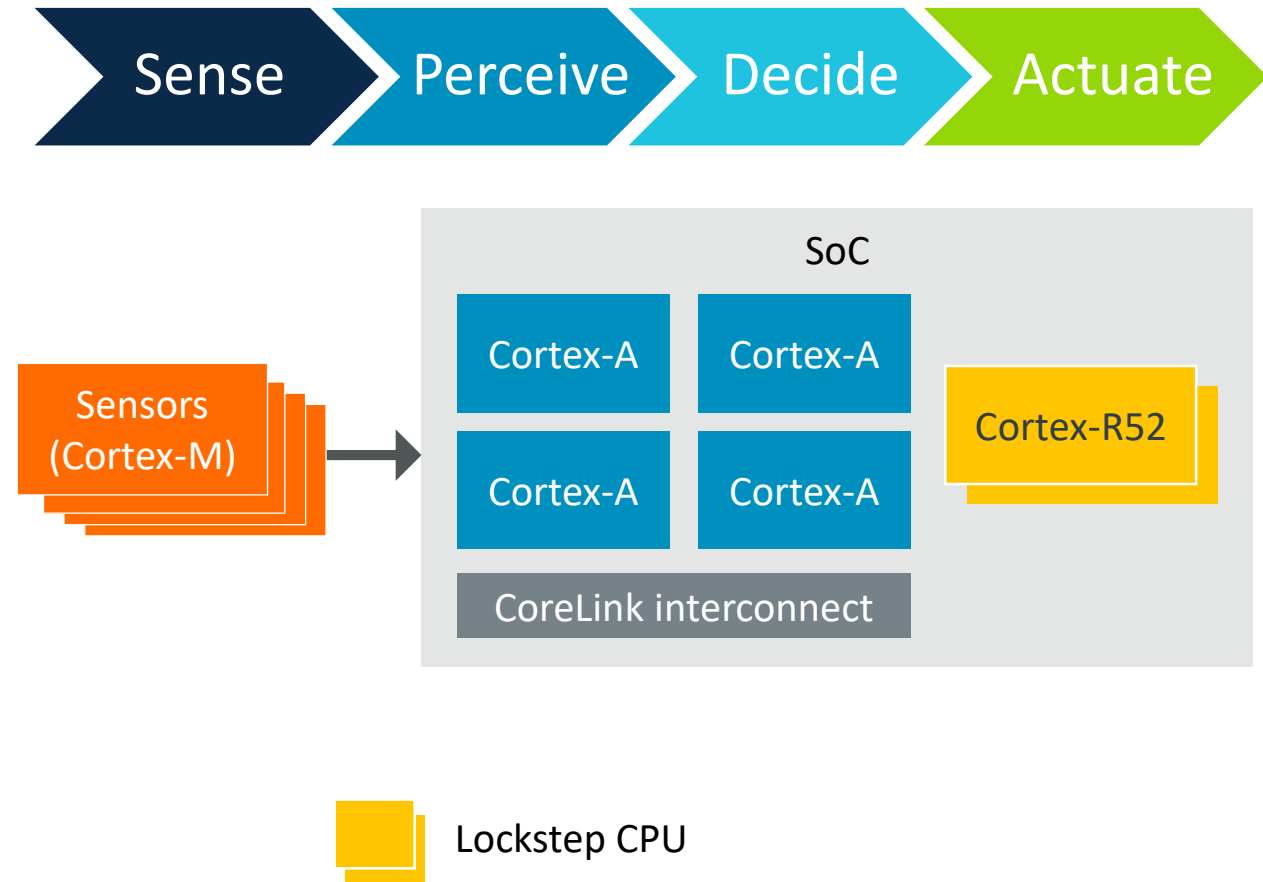 Sense
Perceive
Decide
Actuate
SoC
Cortex-A
Cortex-A
Sensors
(Cortex-M)
Cortex-R52
Cortex-A
Cortex-A
CoreLink interconnect
Lockstep CPU